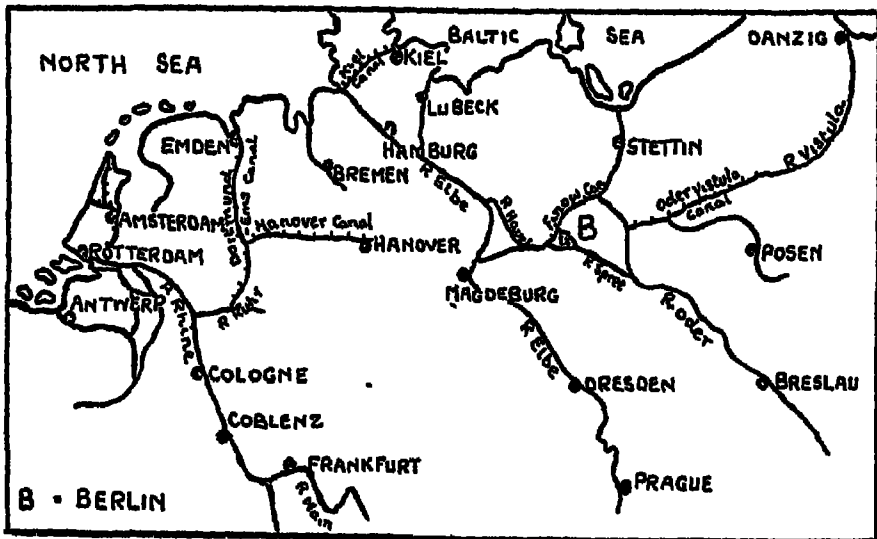 BALTIC SEA DANZIG
NORTH SEA
Kiel Canal
KIEL
LUBECK
R Vistula
EMDEN
HAMBURG
STETTIN
BREMEN
R Elbe
Dortmund - Ems Canal
R Havel
Finow Can
Oder Vistula Canal
AMSTERDAM
Hanover Canal
B
ROTTERDAM
HANOVER
POSEN
R Spree
ANTWERP
R Rhine
R Ruhr
MAGDEBURG
R. Oder
R Elbe
COLOGNE
DRESDEN
BRESLAU
COBLENZ
FRANKFURT
R Main
PRAGUE
B = BERLIN